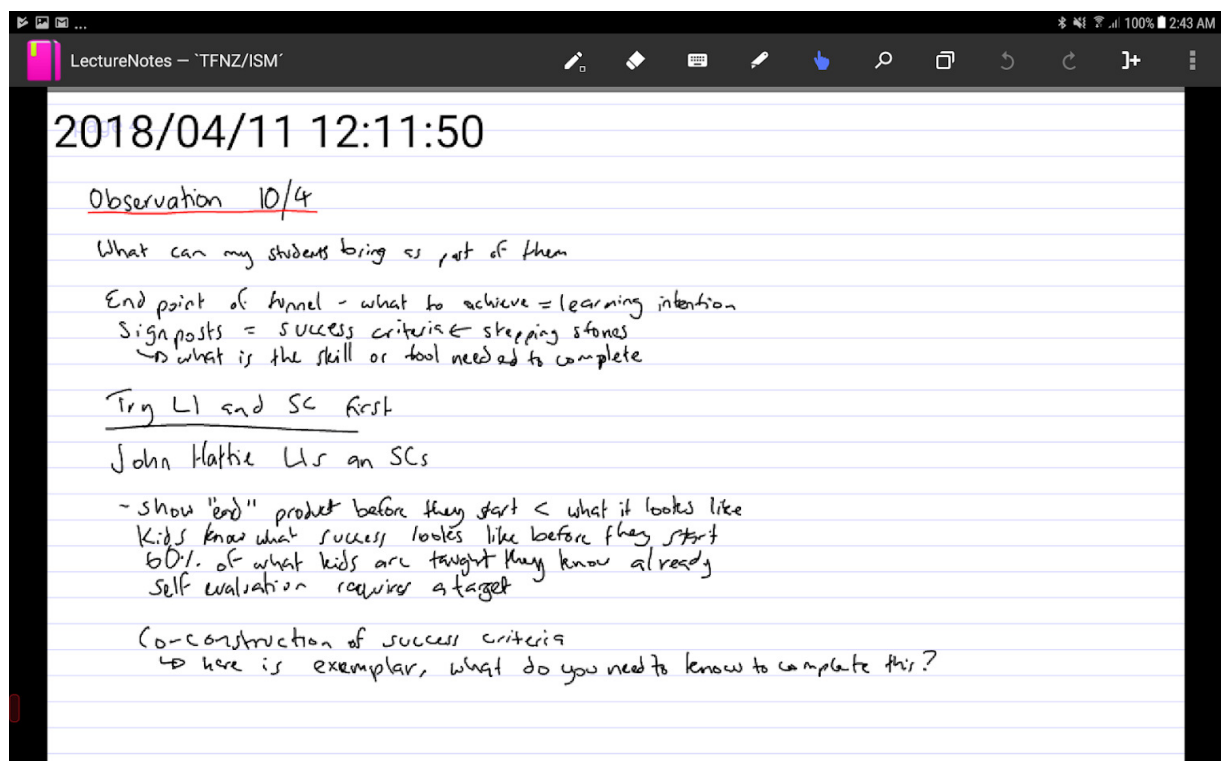 ... 100% 2:43 AM
LectureNotes – `TFNZ/ISM´
2018/04/11 12:11:50
Observation 10/4
What can my students bring as part of them
End point of funnel - what to achieve = learning intention
Signposts = success criteria ← stepping stones
↳ what is the skill or tool needed to complete
Try LI and SC first
John Hattie LIs an SCs
- show "end" product before they start < what it looks like
Kids know what success looks like before they start
60% of what kids are taught they know already
Self evaluation requires a target
Co-construction of success criteria
↳ here is exemplar, what do you need to know to complete this?